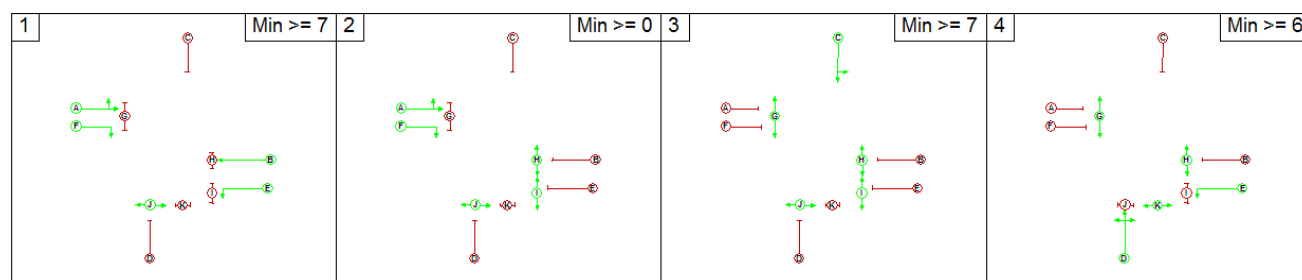 1 Min >= 7
C
A
G
F
H B
I E
J K
D
2 Min >= 0
C
A
G
F
H B
I E
J K
D
3 Min >= 7
C
A
G
F
H B
I E
J K
D
4 Min >= 6
C
A
G
F
H B
I E
J K
D